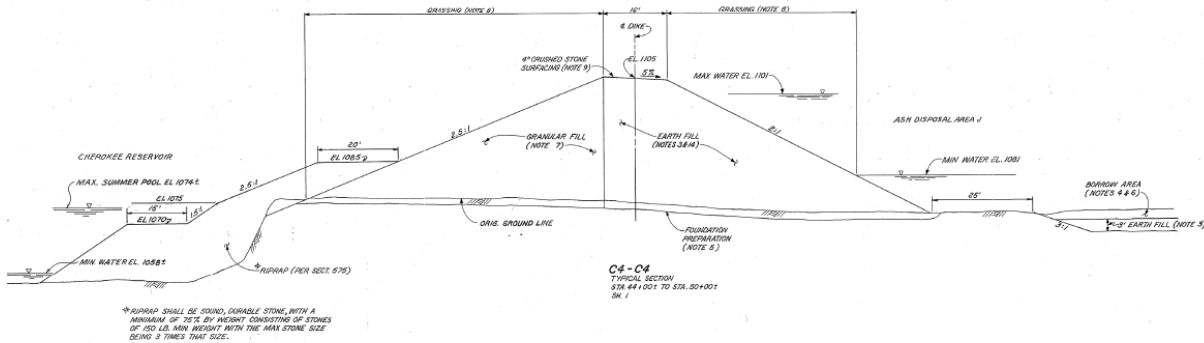 GRASSING (NOTE 8)
16'
GRASSING (NOTE 8)
℄ DIKE
4" CRUSHED STONE
SURFACING (NOTE 9)
EL. 1105
5%
MAX WATER EL. 1101
2.5:1
GRANULAR FILL
(NOTE 7)
EARTH FILL
(NOTES 3&14)
2:1
ASH DISPOSAL AREA J
20'
EL 1085
CHEROKEE RESERVOIR
MIN WATER EL. 1081
MAX. SUMMER POOL EL 1074±
2.5:1
EL 1075
16'
1.5:1
EL 1070
25'
BORROW AREA
(NOTES 4&6)
ORIG. GROUND LINE
3' EARTH FILL (NOTE 5)
3:1
FOUNDATION
PREPARATION
(NOTE 5)
MIN. WATER EL. 1058±
*RIPRAP (PER SECT. 575)
C4-C4
TYPICAL SECTION
STA. 44+00± TO STA. 50+00±
SH. 1
*RIPRAP SHALL BE SOUND, DURABLE STONE, WITH A
MINIMUM OF 75% BY WEIGHT CONSISTING OF STONES
OF 150 LB. MIN. WEIGHT WITH THE MAX STONE SIZE
BEING 3 TIMES THAT SIZE.